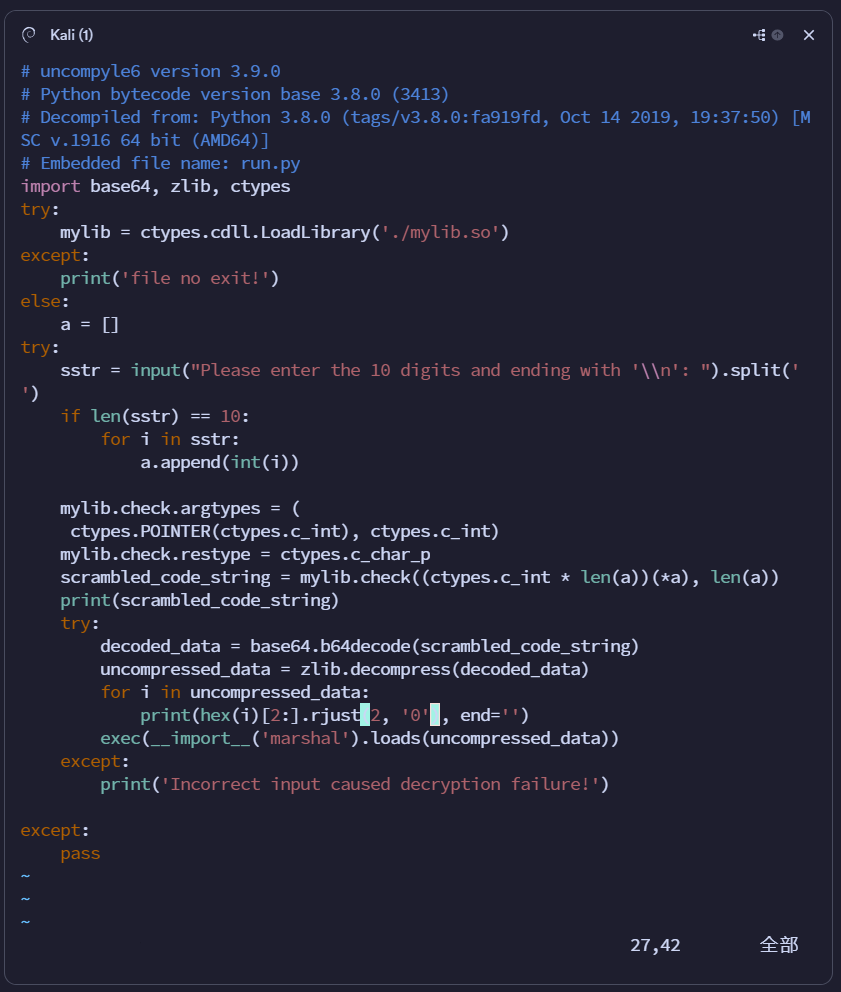 Kali (1)
# uncompyle6 version 3.9.0
# Python bytecode version base 3.8.0 (3413)
# Decompiled from: Python 3.8.0 (tags/v3.8.0:fa919fd, Oct 14 2019, 19:37:50) [M
SC v.1916 64 bit (AMD64)]
# Embedded file name: run.py
import base64, zlib, ctypes
try:
    mylib = ctypes.cdll.LoadLibrary('./mylib.so')
except:
    print('file no exit!')
else:
    a = []
try:
    sstr = input("Please enter the 10 digits and ending with '\\n': ").split('
')
    if len(sstr) == 10:
        for i in sstr:
            a.append(int(i))

    mylib.check.argtypes = (
     ctypes.POINTER(ctypes.c_int), ctypes.c_int)
    mylib.check.restype = ctypes.c_char_p
    scrambled_code_string = mylib.check((ctypes.c_int * len(a))(*a), len(a))
    print(scrambled_code_string)
    try:
        decoded_data = base64.b64decode(scrambled_code_string)
        uncompressed_data = zlib.decompress(decoded_data)
        for i in uncompressed_data:
            print(hex(i)[2:].rjust(2, '0'), end='')
        exec(__import__('marshal').loads(uncompressed_data))
    except:
        print('Incorrect input caused decryption failure!')

except:
    pass
~
~
~
27,42 全部